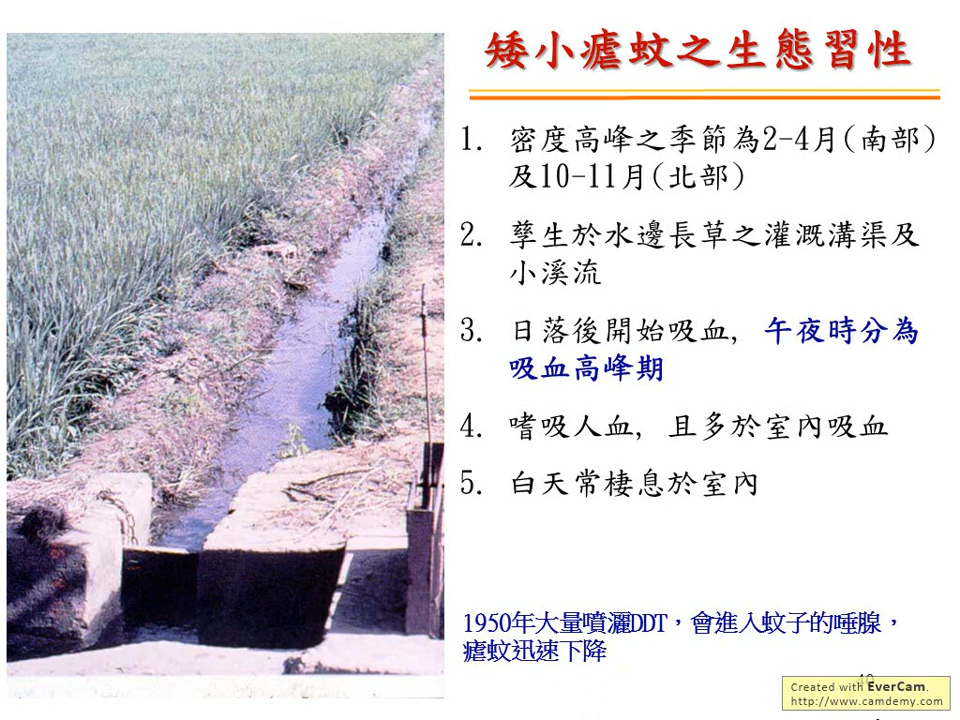 矮小瘧蚊之生態習性
1. 密度高峰之季節為2-4月(南部)
及10-11月(北部)
2. 孳生於水邊長草之灌溉溝渠及
小溪流
3. 日落後開始吸血, 午夜時分為
吸血高峰期
4. 嗜吸人血, 且多於室內吸血
5. 白天常棲息於室內
1950年大量噴灑DDT，會進入蚊子的唾腺，
瘧蚊迅速下降
Created with EverCam.
http://www.camdemy.com